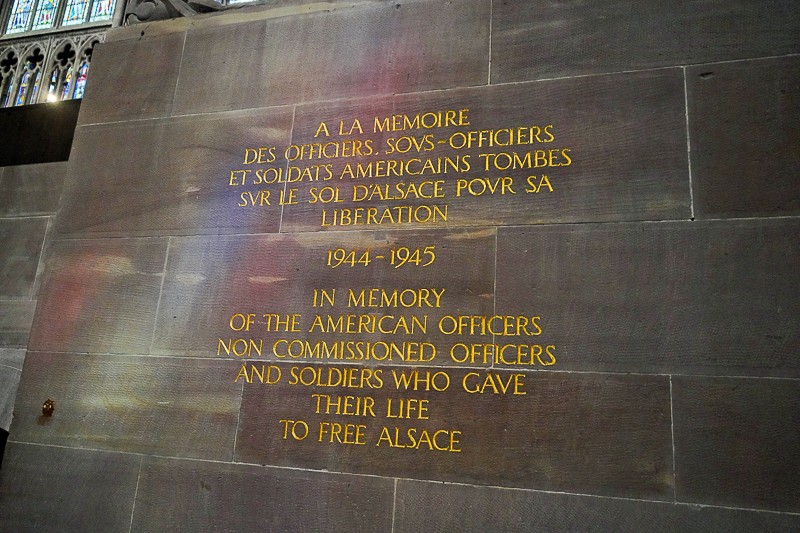 A LA MEMOIRE
DES OFFICIERS, SOVS-OFFICIERS
ET SOLDATS AMERICAINS TOMBES
SVR LE SOL D'ALSACE POVR SA
LIBERATION
1944-1945
IN MEMORY
OF THE AMERICAN OFFICERS
NON COMMISSIONED OFFICERS
AND SOLDIERS WHO GAVE
THEIR LIFE
TO FREE ALSACE